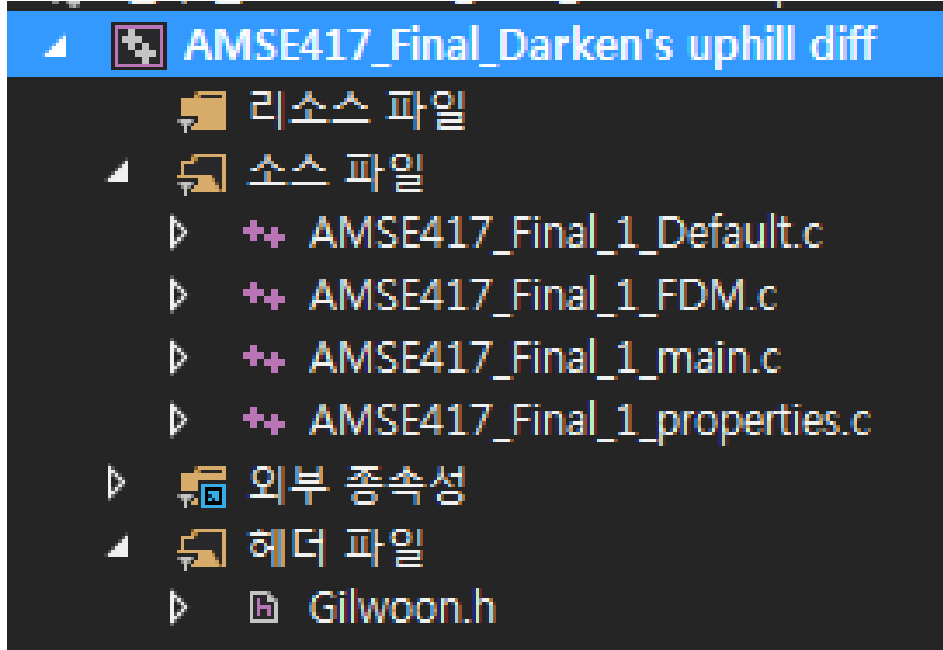 AMSE417_Final_Darken's uphill diff
리소스 파일
소스 파일
AMSE417_Final_1_Default.c
AMSE417_Final_1_FDM.c
AMSE417_Final_1_main.c
AMSE417_Final_1_properties.c
외부 종속성
헤더 파일
Gilwoon.h